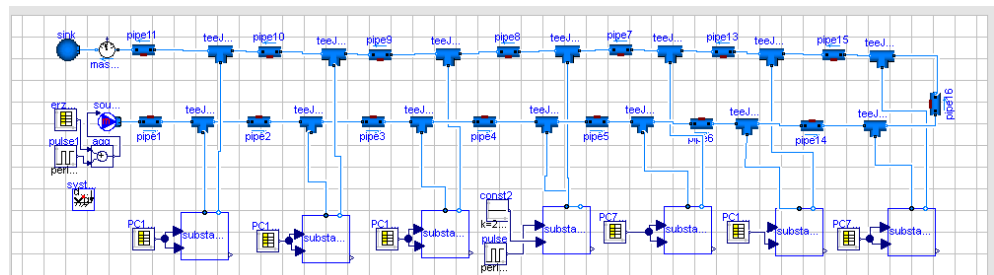 sink
pipe11
teeJ...
pipe10
teeJ...
pipe9
teeJ...
pipe8
teeJ...
pipe7
teeJ...
pipe13
teeJ...
pipe15
teeJ...
mas...
pipe16
erz...
sou...
teeJ...
teeJ...
teeJ...
teeJ...
teeJ...
teeJ...
teeJ...
pipe1
pipe2
pipe3
pipe4
pipe5
pipe14
pulse1
add
peri...
syst...
const2
k=2...
PC1...
substa...
PC1...
substa...
PC1...
substa...
substa...
PC7...
substa...
PC1...
substa...
PC7...
substa...
pulse
peri...